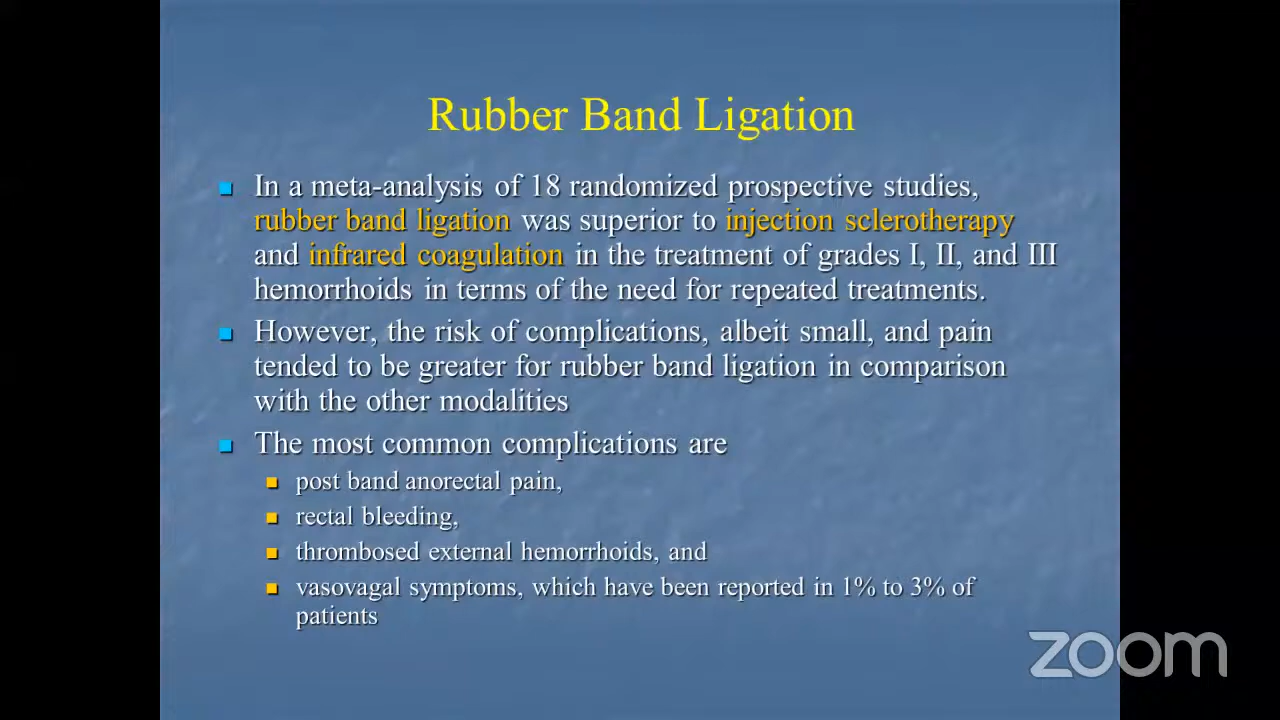 Rubber Band Ligation
In a meta-analysis of 18 randomized prospective studies,
rubber band ligation was superior to injection sclerotherapy
and infrared coagulation in the treatment of grades I, II, and III
hemorrhoids in terms of the need for repeated treatments.
However, the risk of complications, albeit small, and pain
tended to be greater for rubber band ligation in comparison
with the other modalities
The most common complications are
post band anorectal pain,
rectal bleeding,
thrombosed external hemorrhoids, and
vasovagal symptoms, which have been reported in 1% to 3% of
patients
zoom